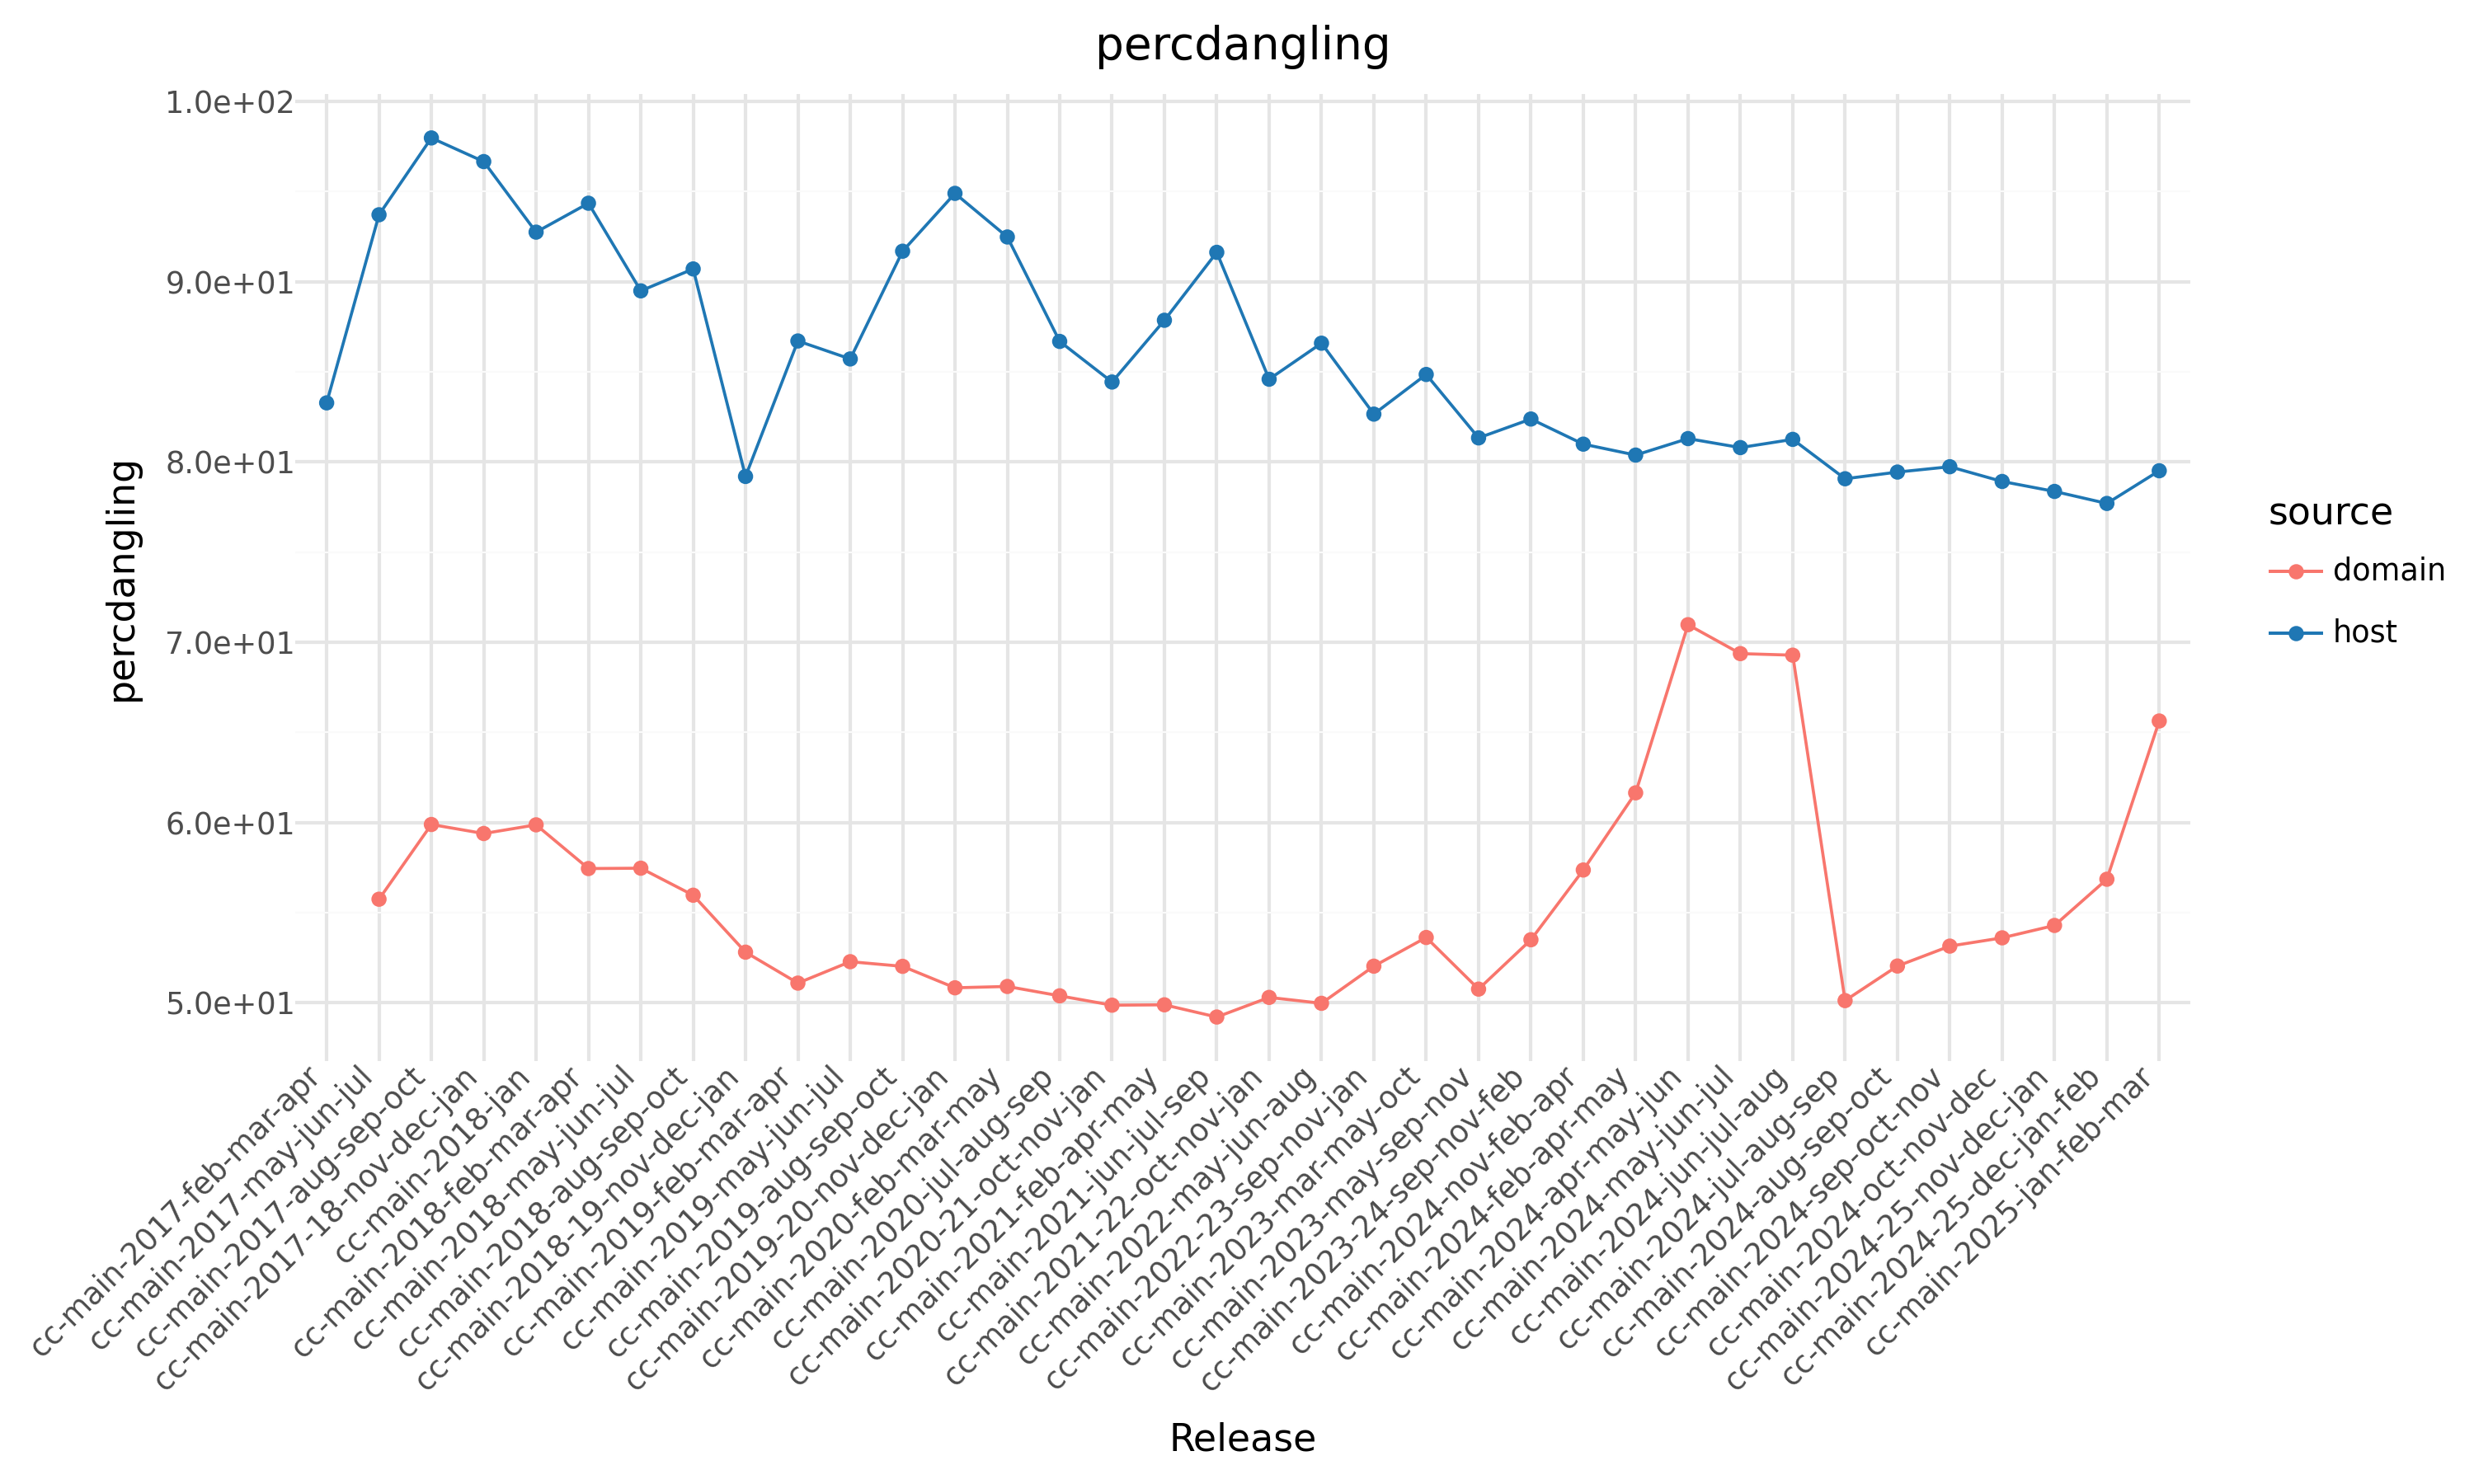 percdangling
1.0e+02
9.0e+01
8.0e+01
7.0e+01
6.0e+01
5.0e+01
percdangling
source
domain
host
cc-main-2017-feb-mar-apr
cc-main-2017-may-jun-jul
cc-main-2017-aug-sep-oct
cc-main-2017-18-nov-dec-jan
cc-main-2018-jan
cc-main-2018-feb-mar-apr
cc-main-2018-may-jun-jul
cc-main-2018-aug-sep-oct
cc-main-2018-19-nov-dec-jan
cc-main-2019-feb-mar-apr
cc-main-2019-may-jun-jul
cc-main-2019-aug-sep-oct
cc-main-2019-20-nov-dec-jan
cc-main-2020-feb-mar-may
cc-main-2020-jul-aug-sep
cc-main-2020-21-oct-nov-jan
cc-main-2021-feb-apr-may
cc-main-2021-jun-jul-sep
cc-main-2021-22-oct-nov-jan
cc-main-2022-may-jun-aug
cc-main-2022-23-sep-nov-jan
cc-main-2023-mar-may-oct
cc-main-2023-may-sep-nov
cc-main-2023-24-sep-nov-feb
cc-main-2024-nov-feb-apr
cc-main-2024-feb-apr-may
cc-main-2024-apr-may-jun
cc-main-2024-may-jun-jul
cc-main-2024-jun-jul-aug
cc-main-2024-jul-aug-sep
cc-main-2024-aug-sep-oct
cc-main-2024-sep-oct-nov
cc-main-2024-oct-nov-dec
cc-main-2024-25-nov-dec-jan
cc-main-2024-25-dec-jan-feb
cc-main-2025-jan-feb-mar
Release